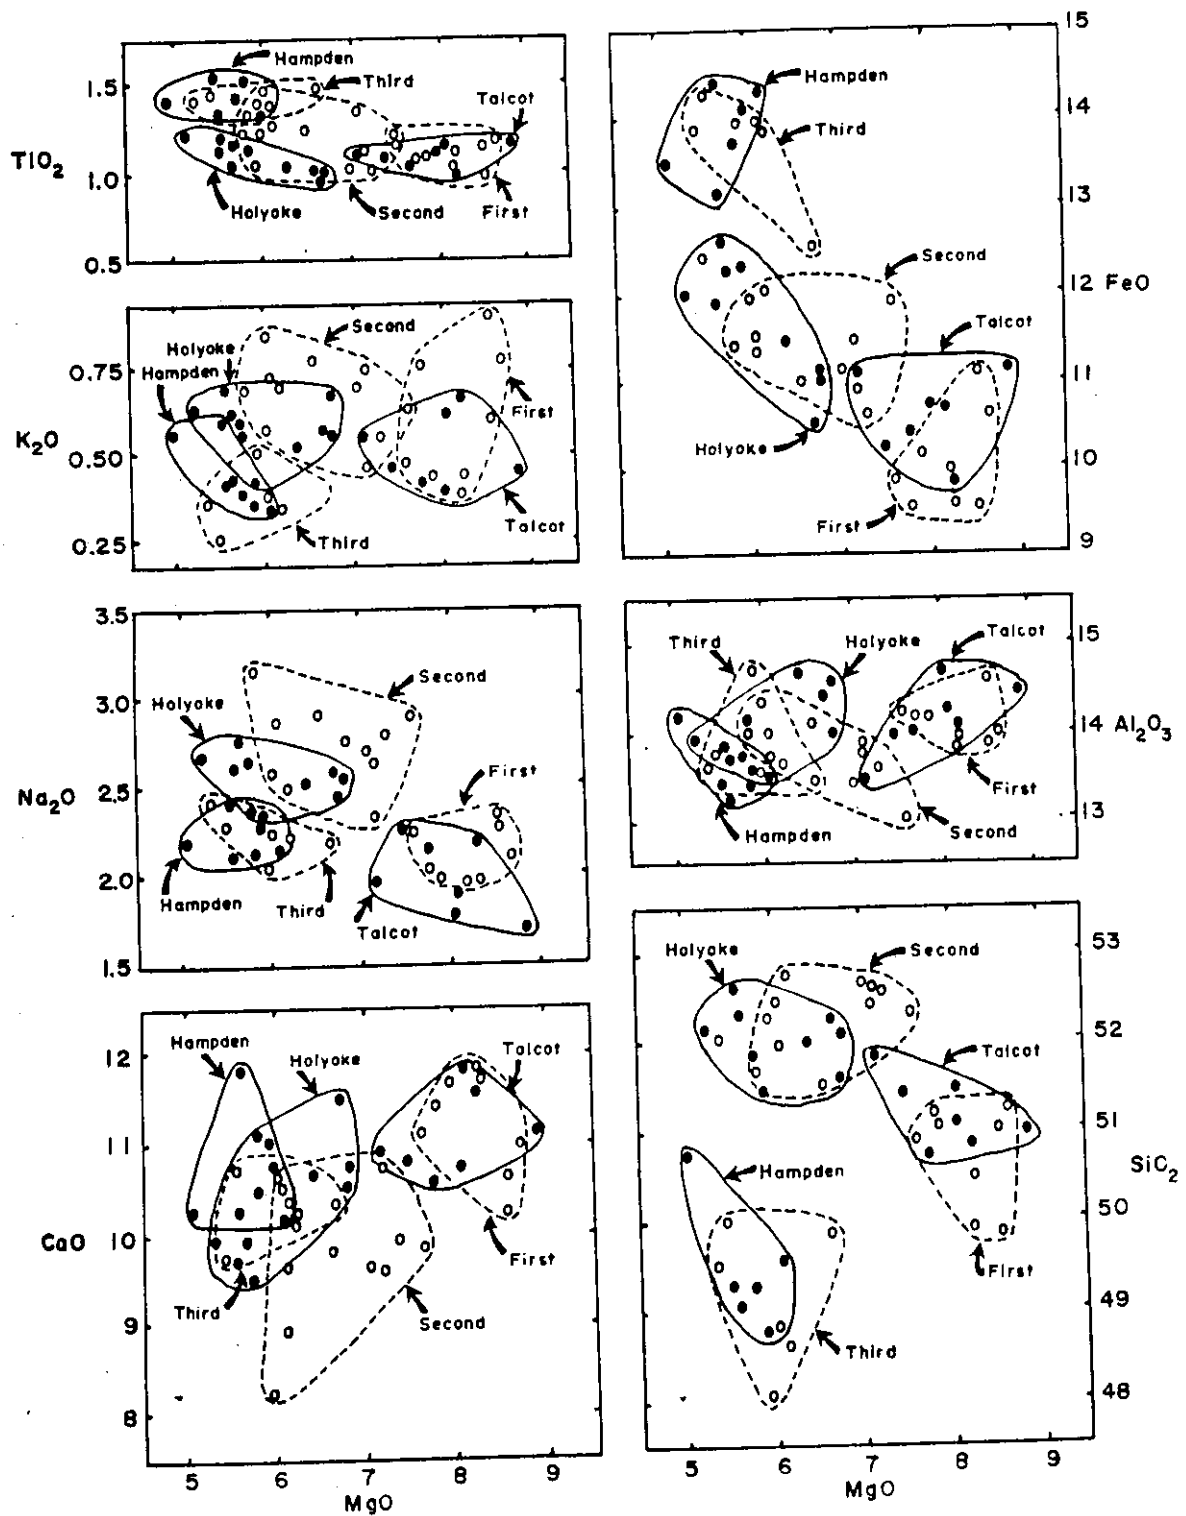 Hampden
Third
Talcot
1.5
TiO2
1.0
Holyoke
Second
First
0.5
Second
Holyoke
Hampden
0.75
First
K2O
0.50
Talcot
Third
0.25
3.5
Second
3.0
Holyoke
First
2.5
Na2O
2.0
Hampden
Third
Talcot
1.5
Hampden
Holyoke
Talcot
12
11
CaO
10
First
Third
Second
9
8
5 6 7 8 9
MgO
15
Hampden
14
Third
13
Second
12 FeO
Talcot
11
Holyoke
10
First
9
Third
Holyoke
Talcot
15
14 Al2O3
First
13
Hampden
Second
Holyoke
Second
53
52
Talcot
51
Hampden
SiC2
50
First
49
Third
48
5 6 7 8 9
MgO